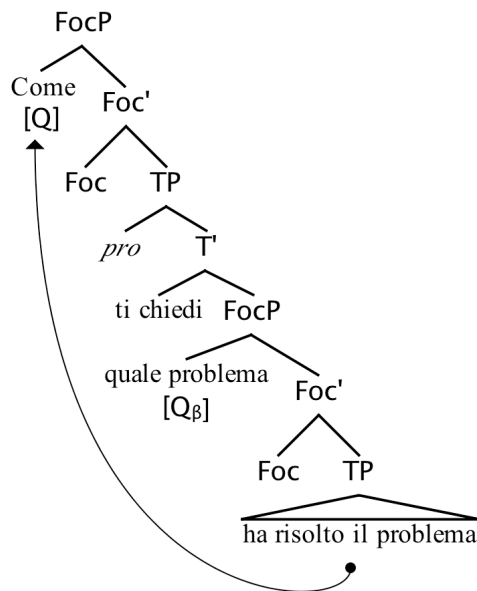 FocP
Come Foc'
[Q]
Foc TP
pro T'
ti chiedi FocP
quale problema Foc'
[Qβ]
Foc TP
ha risolto il problema